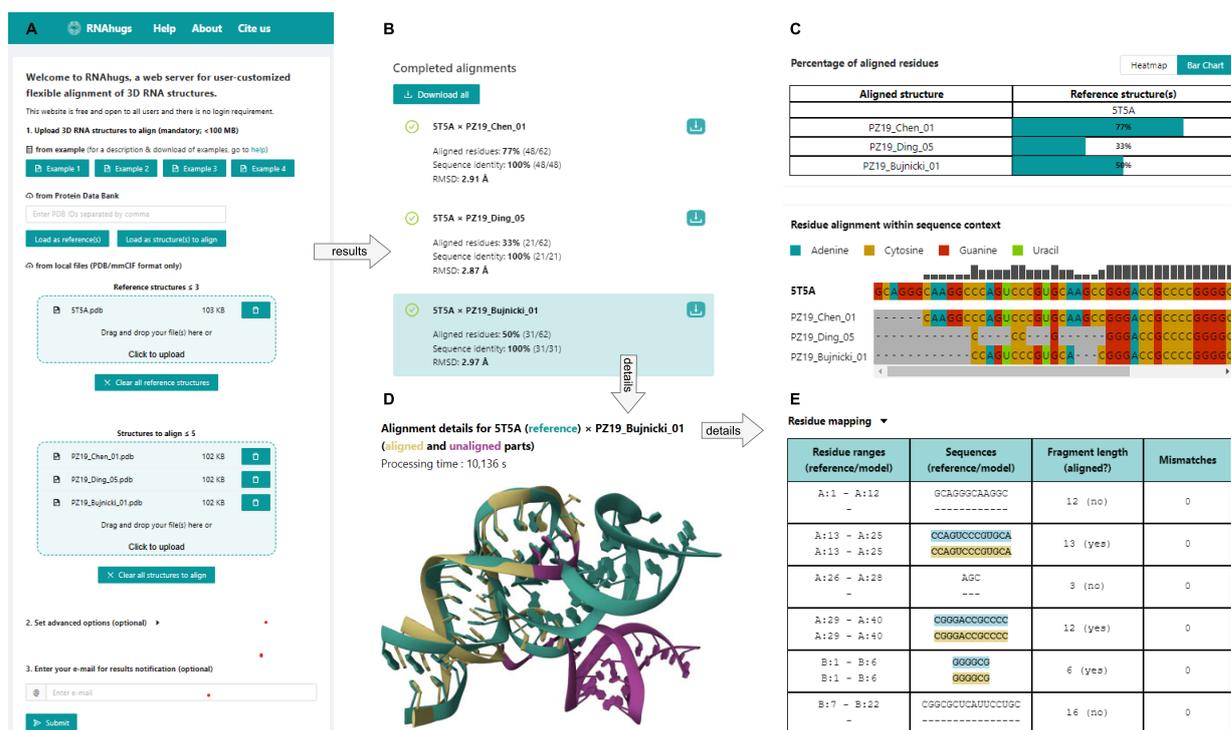 A
RNAhugs Help About Cite us
Welcome to RNAhugs, a web server for user-customized
flexible alignment of 3D RNA structures.
This website is free and open to all users and there is no login requirement.
1. Upload 3D RNA structures to align (mandatory; <100 MB)
from example (for a description & download of examples, go to help)
Example 1 Example 2 Example 3 Example 4
from Protein Data Bank
Enter PDB IDs separated by comma
Load as reference(s) Load as structure(s) to align
from local files (PDB/mmCIF format only)
Reference structures ≤ 3
5T5A.pdb 103 KB
Drag and drop your file(s) here or
Click to upload
× Clear all reference structures
Structures to align ≤ 5
PZ19_Chen_01.pdb 102 KB
PZ19_Ding_05.pdb 102 KB
PZ19_Bujnicki_01.pdb 102 KB
Drag and drop your file(s) here or
Click to upload
× Clear all structures to align
2. Set advanced options (optional)
3. Enter your e-mail for results notification (optional)
@ Enter e-mail
Submit
results
B
Completed alignments
Download all
5T5A × PZ19_Chen_01
Aligned residues: 77% (48/62)
Sequence identity: 100% (48/48)
RMSD: 2.91 Å
5T5A × PZ19_Ding_05
Aligned residues: 33% (21/62)
Sequence identity: 100% (21/21)
RMSD: 2.87 Å
5T5A × PZ19_Bujnicki_01
Aligned residues: 50% (31/62)
Sequence identity: 100% (31/31)
RMSD: 2.97 Å
details
C
Percentage of aligned residues
Heatmap Bar Chart
Aligned structure Reference structure(s)
5T5A
PZ19_Chen_01 77%
PZ19_Ding_05 33%
PZ19_Bujnicki_01 50%
Residue alignment within sequence context
Adenine Cytosine Guanine Uracil
5T5A GCAGGGCAAGGCCCAGUCCCGUGCAAGCCGGGACCGCCCCGGGGC
PZ19_Chen_01 ------CAAGGCCCAGUCCCGUGCAAGCCGGGACCGCCCCGGGGC
PZ19_Ding_05 ------------C----CC---G------GGGACCGCCCCGGGGC
PZ19_Bujnicki_01 ------------CCAGUCCCGUGCA---CGGGACCGCCCCGGGGC
D
Alignment details for 5T5A (reference) × PZ19_Bujnicki_01
(aligned and unaligned parts)
Processing time : 10,136 s
details
E
Residue mapping
Residue ranges (reference/model) Sequences (reference/model) Fragment length (aligned?) Mismatches
A:1 - A:12 GCAGGGCAAGGC 12 (no) 0
- ------------
A:13 - A:25 CCAGUCCCGUGCA 13 (yes) 0
A:13 - A:25 CCAGUCCCGUGCA
A:26 - A:28 AGC 3 (no) 0
- ---
A:29 - A:40 CGGGACCGCCCC 12 (yes) 0
A:29 - A:40 CGGGACCGCCCC
B:1 - B:6 GGGGCG 6 (yes) 0
B:1 - B:6 GGGGCG
B:7 - B:22 CGGCGCUCAUUCCUGC 16 (no) 0
- ----------------